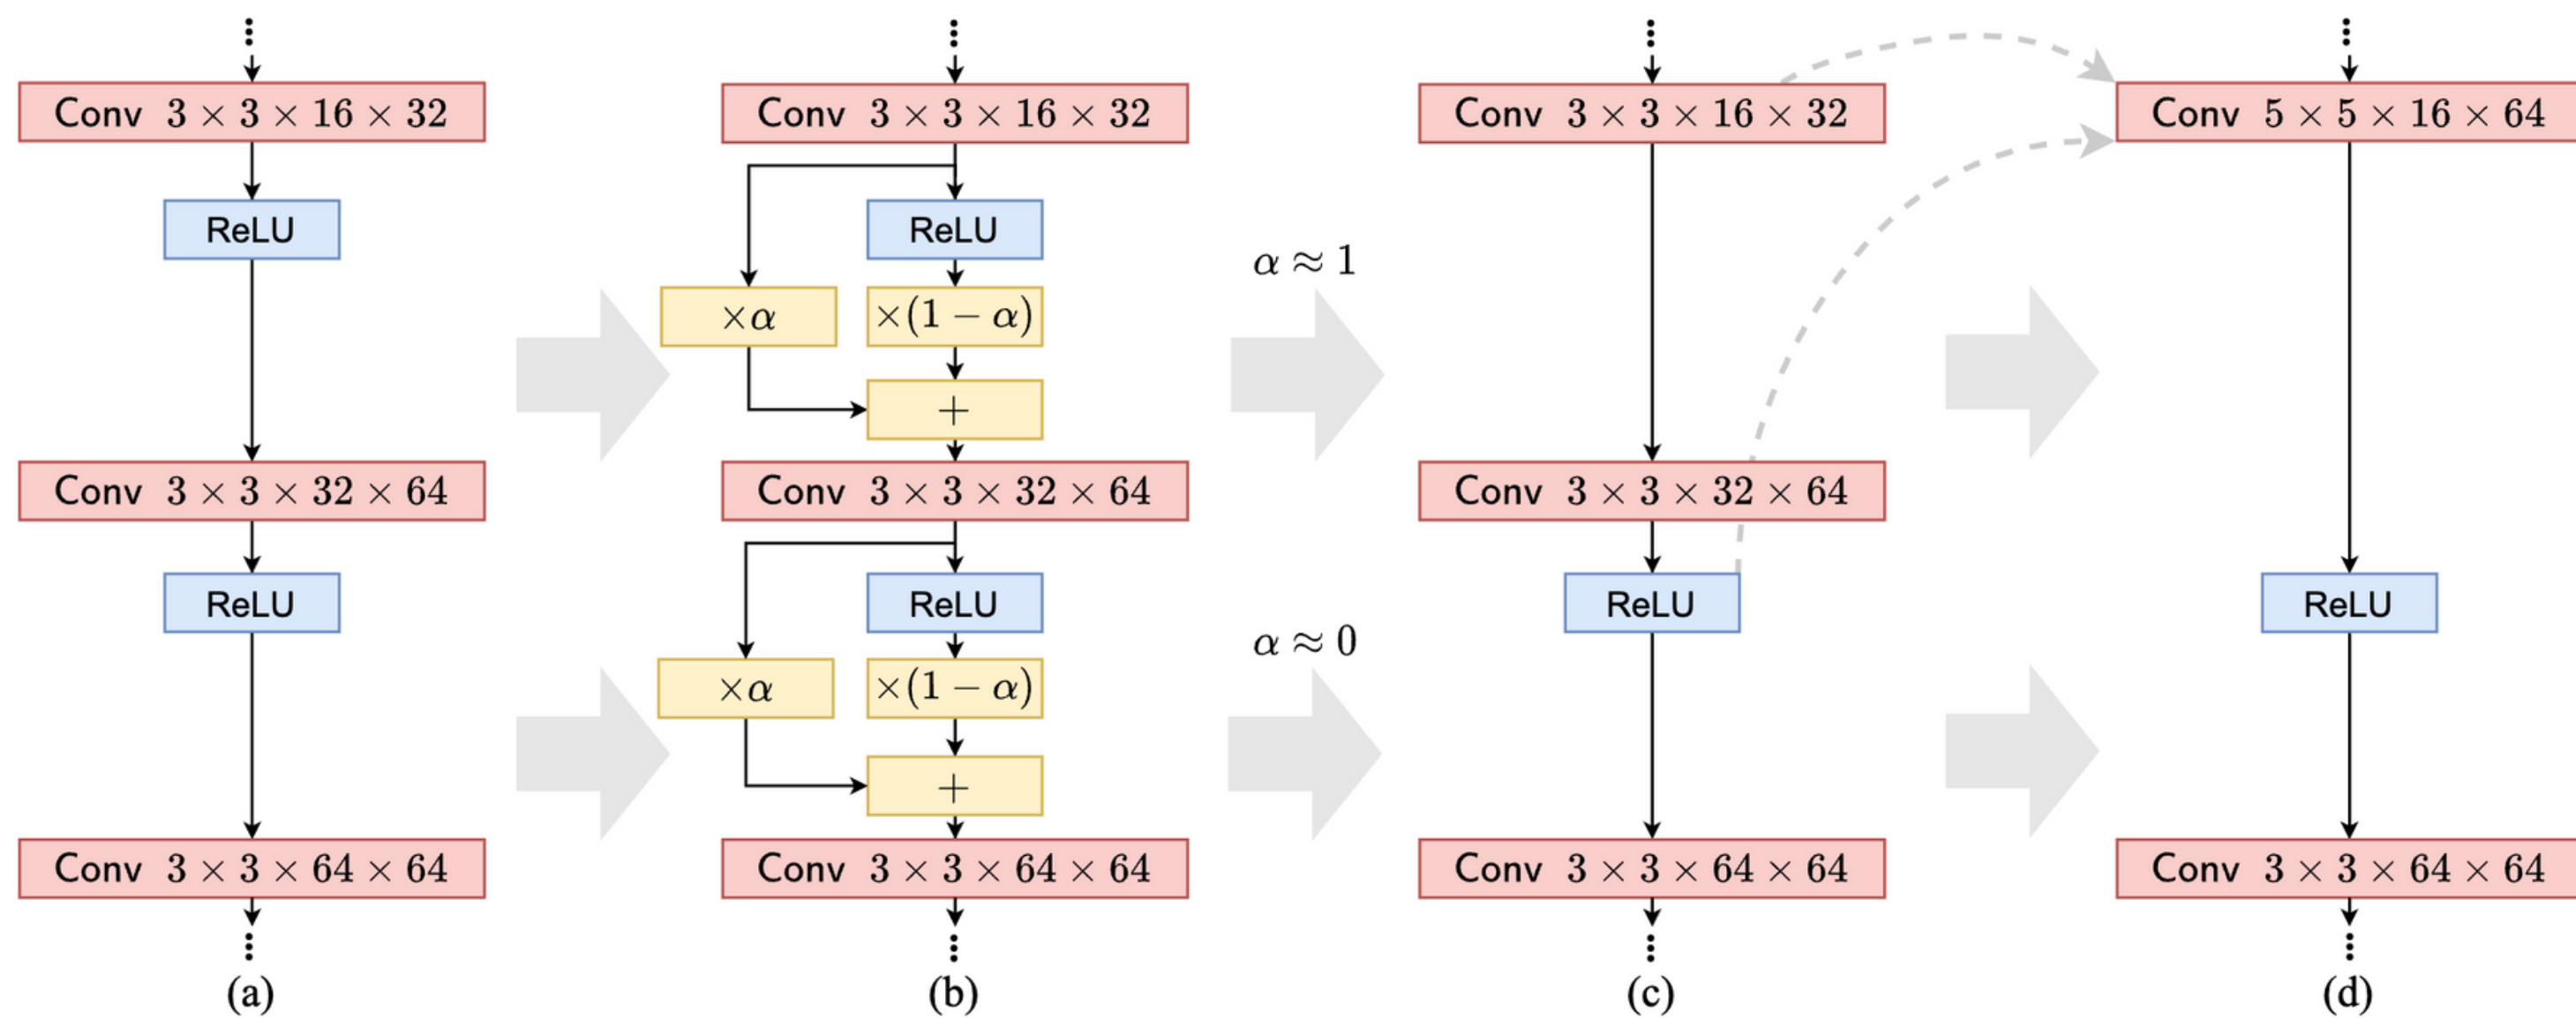 Conv 3 × 3 × 16 × 32
ReLU
Conv 3 × 3 × 32 × 64
ReLU
Conv 3 × 3 × 64 × 64
(a)
Conv 3 × 3 × 16 × 32
ReLU
×α
×(1 − α)
+
Conv 3 × 3 × 32 × 64
ReLU
×α
×(1 − α)
+
Conv 3 × 3 × 64 × 64
(b)
α ≈ 1
α ≈ 0
Conv 3 × 3 × 16 × 32
Conv 3 × 3 × 32 × 64
ReLU
Conv 3 × 3 × 64 × 64
(c)
Conv 5 × 5 × 16 × 64
ReLU
Conv 3 × 3 × 64 × 64
(d)